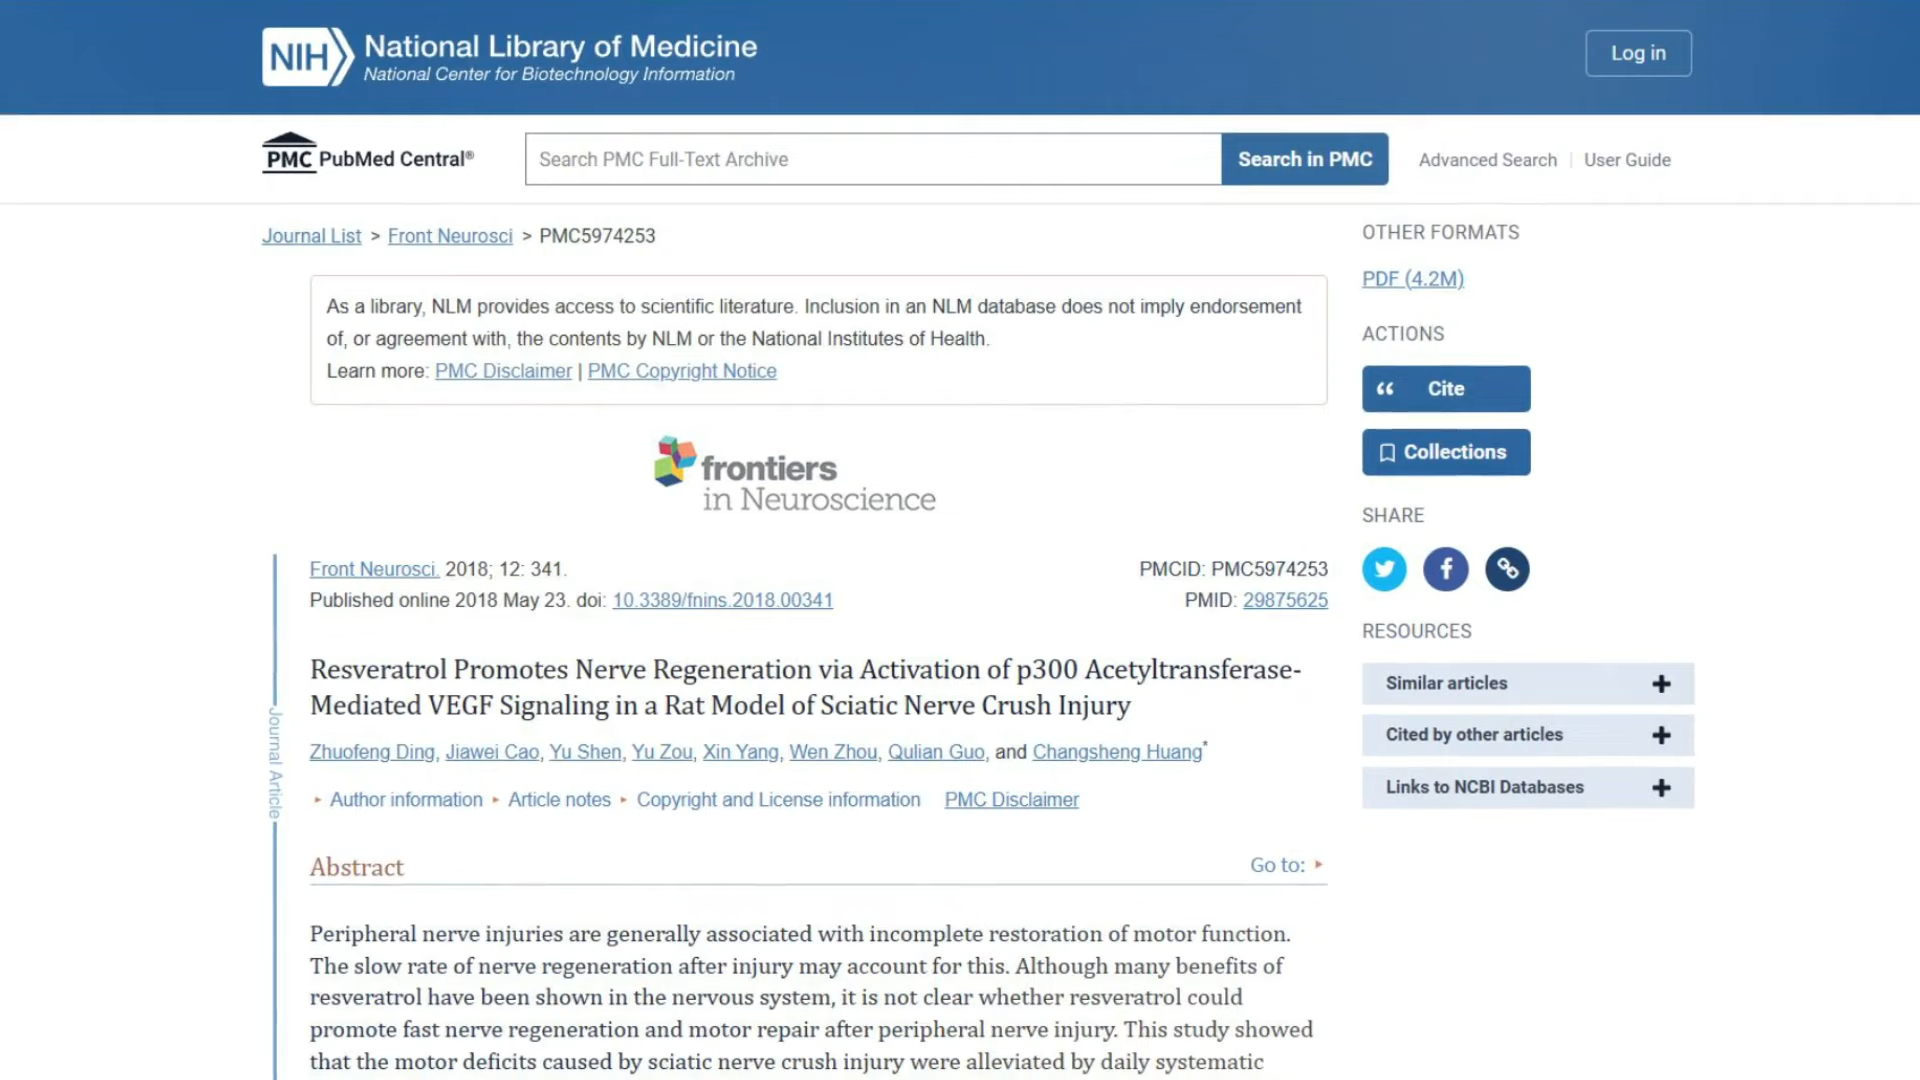 NIH National Library of Medicine
National Center for Biotechnology Information
Log in
PMC PubMed Central®
Search PMC Full-Text Archive
Search in PMC
Advanced Search
User Guide
Journal List > Front Neurosci > PMC5974253
As a library, NLM provides access to scientific literature. Inclusion in an NLM database does not imply endorsement
of, or agreement with, the contents by NLM or the National Institutes of Health.
Learn more: PMC Disclaimer | PMC Copyright Notice
frontiers
in Neuroscience
Journal Article
Front Neurosci. 2018; 12: 341.
Published online 2018 May 23. doi: 10.3389/fnins.2018.00341
PMCID: PMC5974253
PMID: 29875625
Resveratrol Promotes Nerve Regeneration via Activation of p300 Acetyltransferase-
Mediated VEGF Signaling in a Rat Model of Sciatic Nerve Crush Injury
Zhuofeng Ding, Jiawei Cao, Yu Shen, Yu Zou, Xin Yang, Wen Zhou, Qulian Guo, and Changsheng Huang*
Author information Article notes Copyright and License information PMC Disclaimer
Abstract
Go to:
Peripheral nerve injuries are generally associated with incomplete restoration of motor function.
The slow rate of nerve regeneration after injury may account for this. Although many benefits of
resveratrol have been shown in the nervous system, it is not clear whether resveratrol could
promote fast nerve regeneration and motor repair after peripheral nerve injury. This study showed
that the motor deficits caused by sciatic nerve crush injury were alleviated by daily systematic
OTHER FORMATS
PDF (4.2M)
ACTIONS
Cite
Collections
SHARE
RESOURCES
Similar articles
Cited by other articles
Links to NCBI Databases